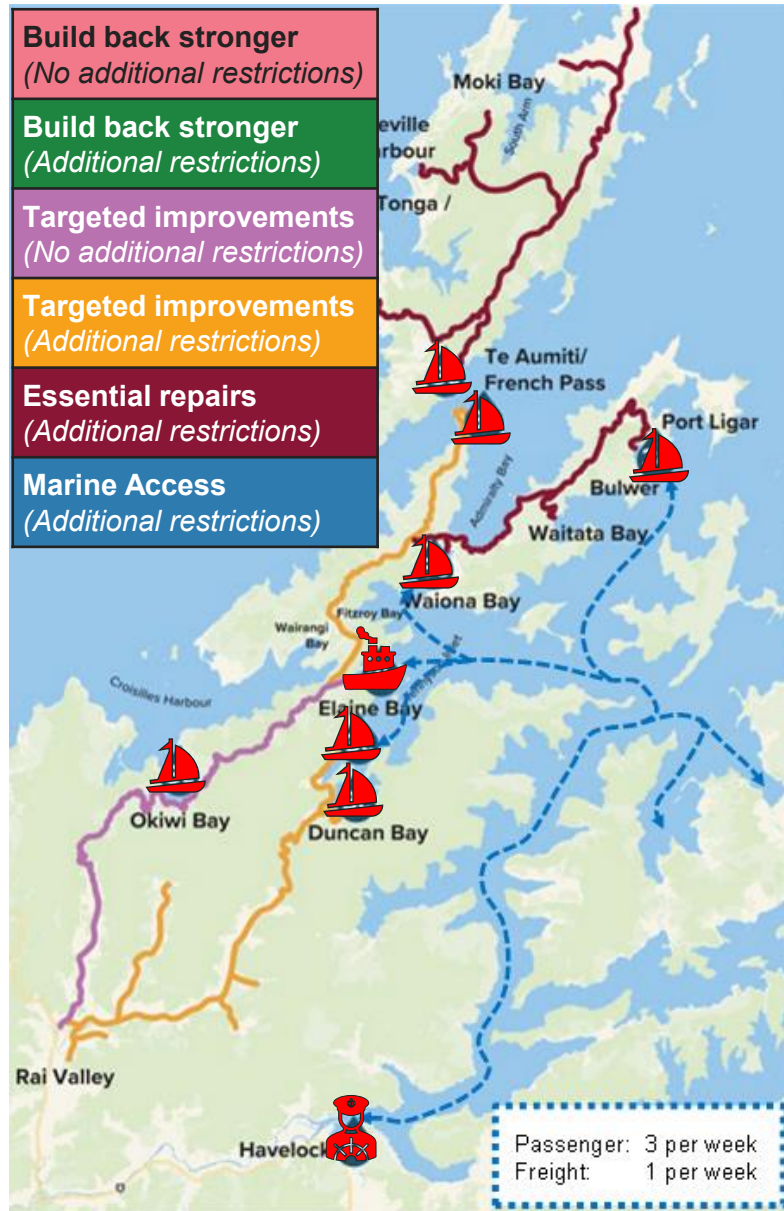 Build back stronger
(No additional restrictions)
Build back stronger
(Additional restrictions)
Targeted improvements
(No additional restrictions)
Targeted improvements
(Additional restrictions)
Essential repairs
(Additional restrictions)
Marine Access
(Additional restrictions)
Moki Bay
South Arm
eville
rbour
Tonga /
Te Aumiti/
French Pass
Port Ligar
Admiralty Bay
Bulwer
Waitata Bay
Waiona Bay
Fitzroy Bay
Wairangi
Bay
Croisilles Harbour
Elaine Bay
Okiwi Bay
Duncan Bay
Rai Valley
Havelock
Passenger: 3 per week
Freight: 1 per week